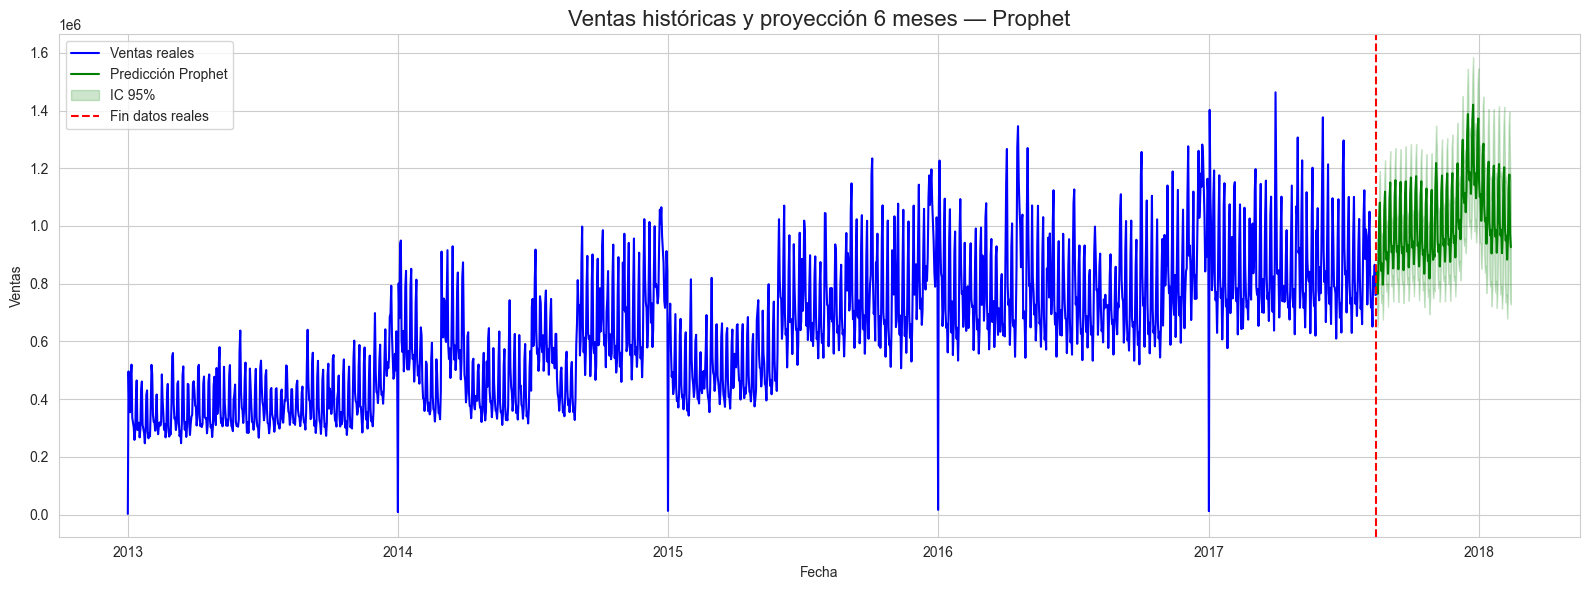 Ventas históricas y proyección 6 meses — Prophet
1e6
Ventas reales
Predicción Prophet
IC 95%
Fin datos reales
1.6
1.4
1.2
1.0
0.8
0.6
0.4
0.2
0.0
Ventas
2013
2014
2015
2016
2017
2018
Fecha